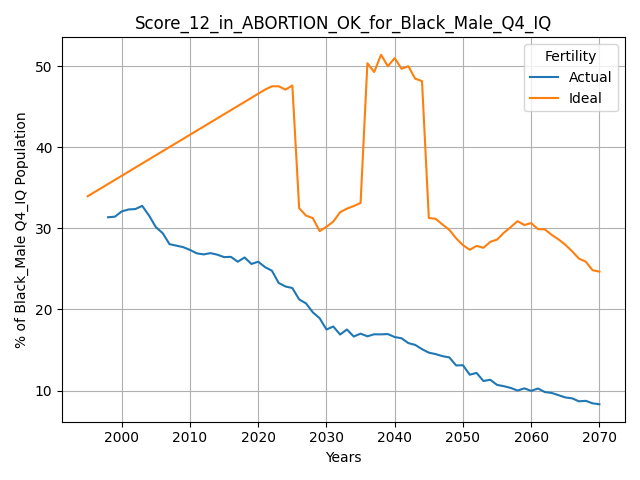 Score_12_in_ABORTION_OK_for_Black_Male_Q4_IQ
Fertility
Actual
Ideal
% of Black_Male Q4_IQ Population
50
40
30
20
10
2000 2010 2020 2030 2040 2050 2060 2070
Years